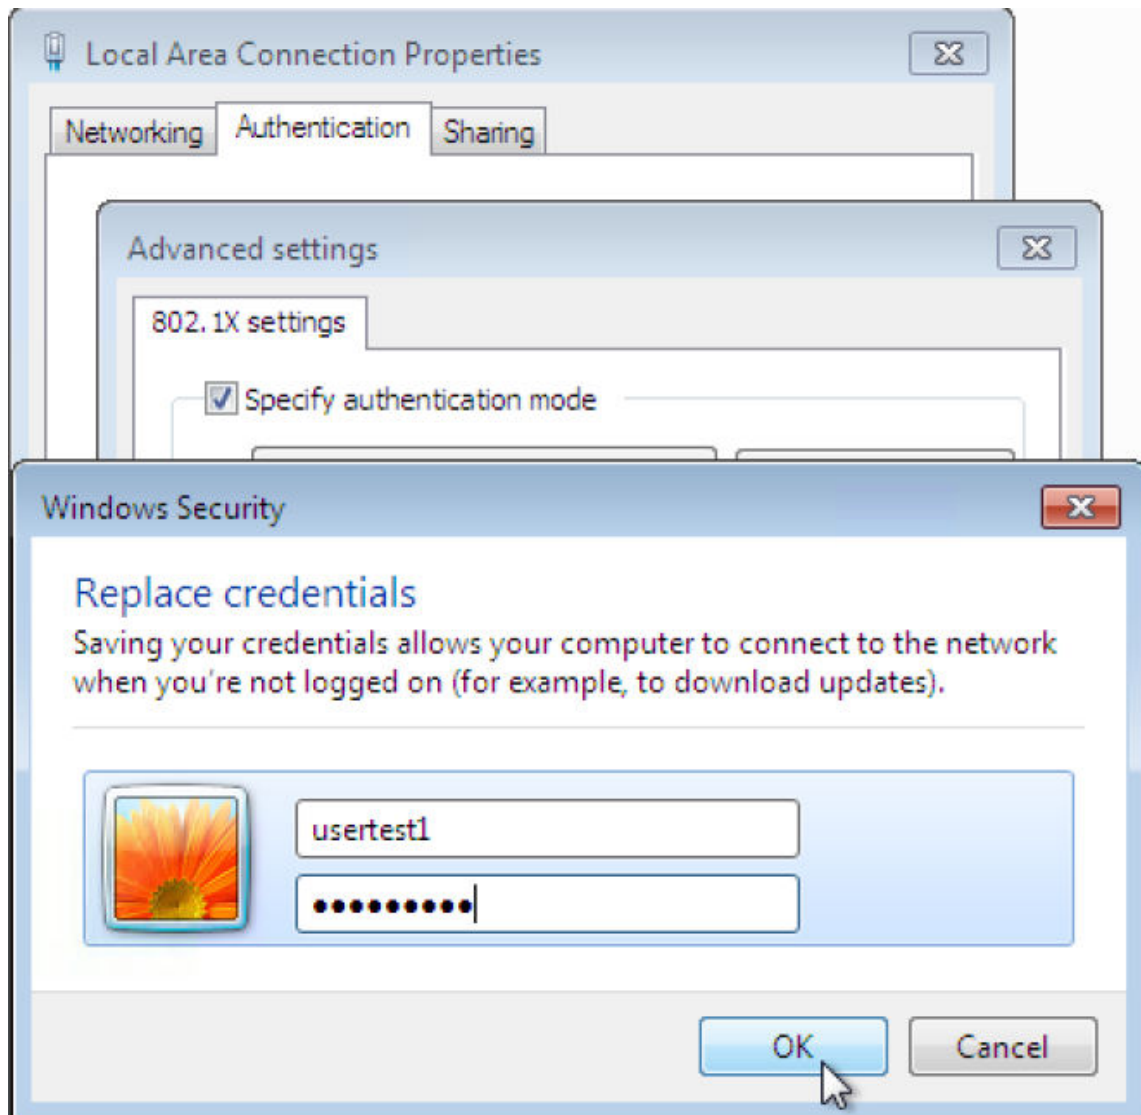 Local Area Connection Properties
Networking Authentication Sharing
Advanced settings
802.1X settings
Specify authentication mode
Windows Security
Replace credentials
Saving your credentials allows your computer to connect to the network
when you're not logged on (for example, to download updates).
usertest1
●●●●●●●●●
OK Cancel